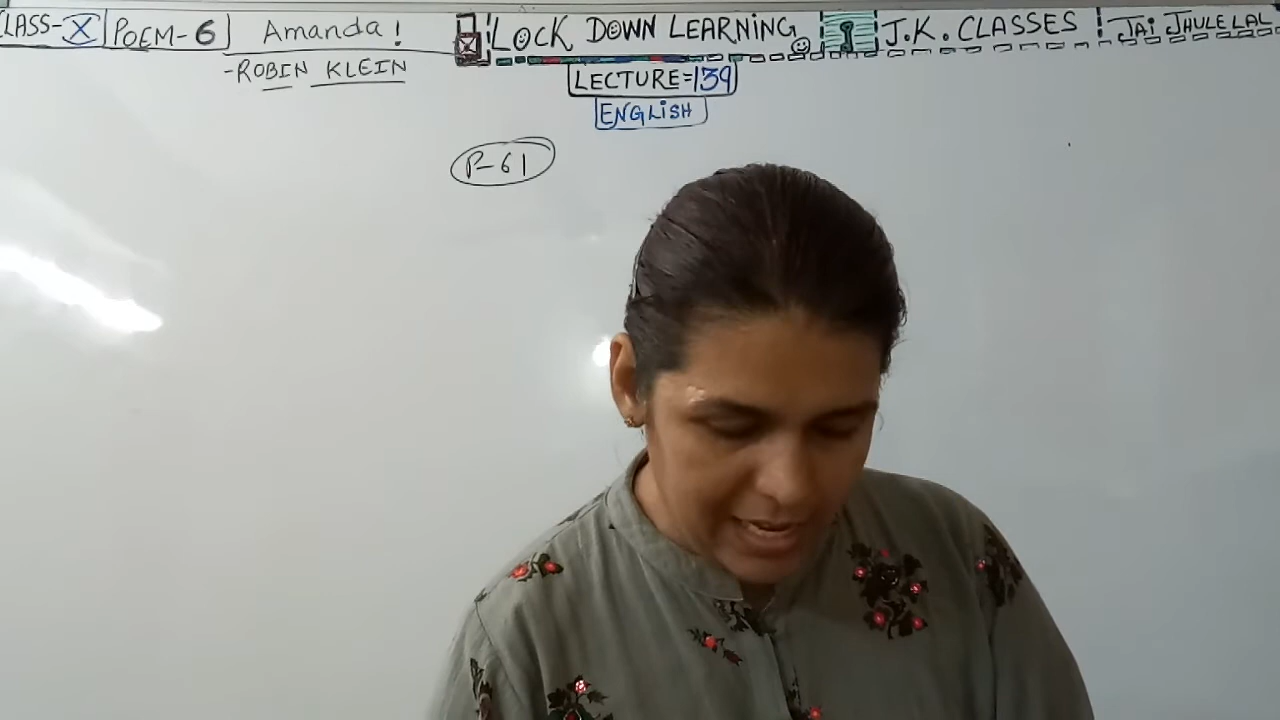 CLASS-X POEM-6 Amanda! LOCK DOWN LEARNING J.K. CLASSES ! JAI JHULELAL
-ROBIN KLEIN
LECTURE=139
ENGLISH
P-61